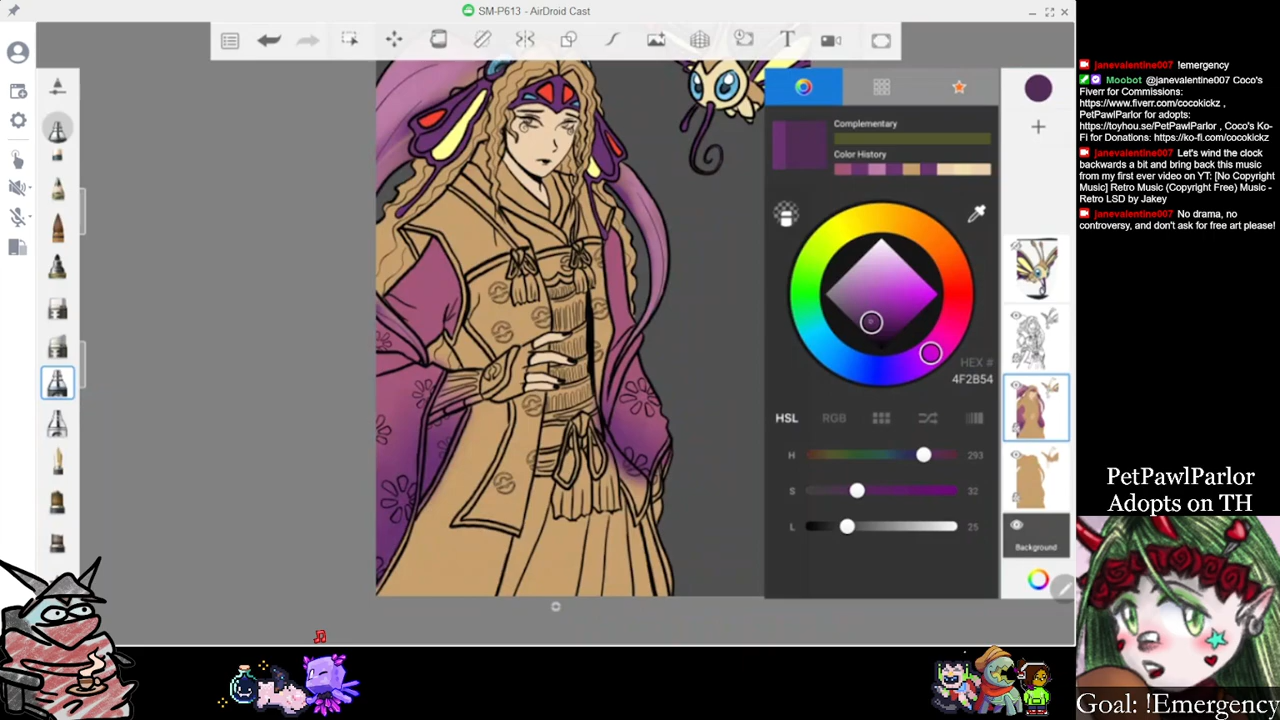 SM-P613 - AirDroid Cast
T
Complementary
Color History
HEX #
4F2B54
HSL
RGB
H
293
S
32
L
25
Background
janevalentine007 !emergency
Moobot @janevalentine007 Coco's
Fiverr for Commissions:
https://www.fiverr.com/cocokickz ,
PetPawlParlor for adopts:
https://toyhou.se/PetPawlParlor , Coco's Ko-
Fi for Donations: https://ko-fi.com/cocokickz
janevalentine007 Let's wind the clock
backwards a bit and bring back this music
from my first ever video on YT: [No Copyright
Music] Retro Music (Copyright Free) Music -
Retro LSD by Jakey
janevalentine007 No drama, no
controversy, and don't ask for free art please!
PetPawlParlor
Adopts on TH
Goal: !Emergency